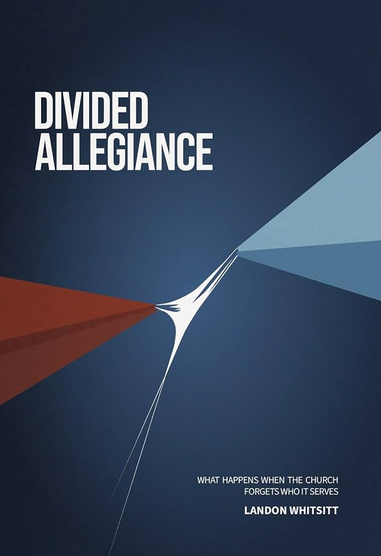 DIVIDED
ALLEGIANCE
WHAT HAPPENS WHEN THE CHURCH
FORGETS WHO IT SERVES
LANDON WHITSITT